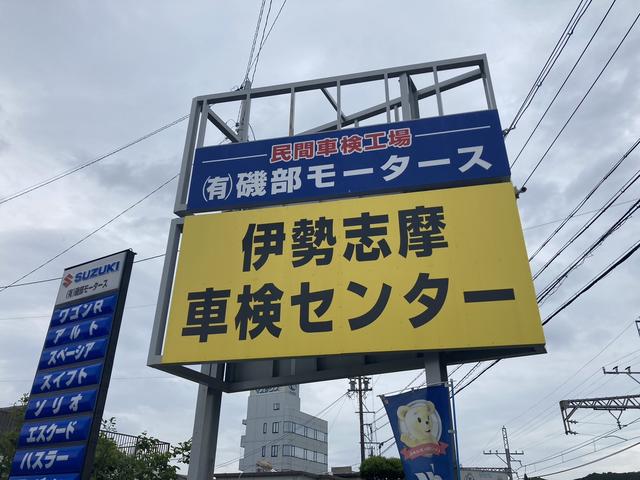 民間車検工場
(有)磯部モータース
伊勢志摩
車検センター
SUZUKI
(有)磯部モータース
ワゴンR
アルト
スペーシア
スイフト
ソリオ
エスクード
ハスラー